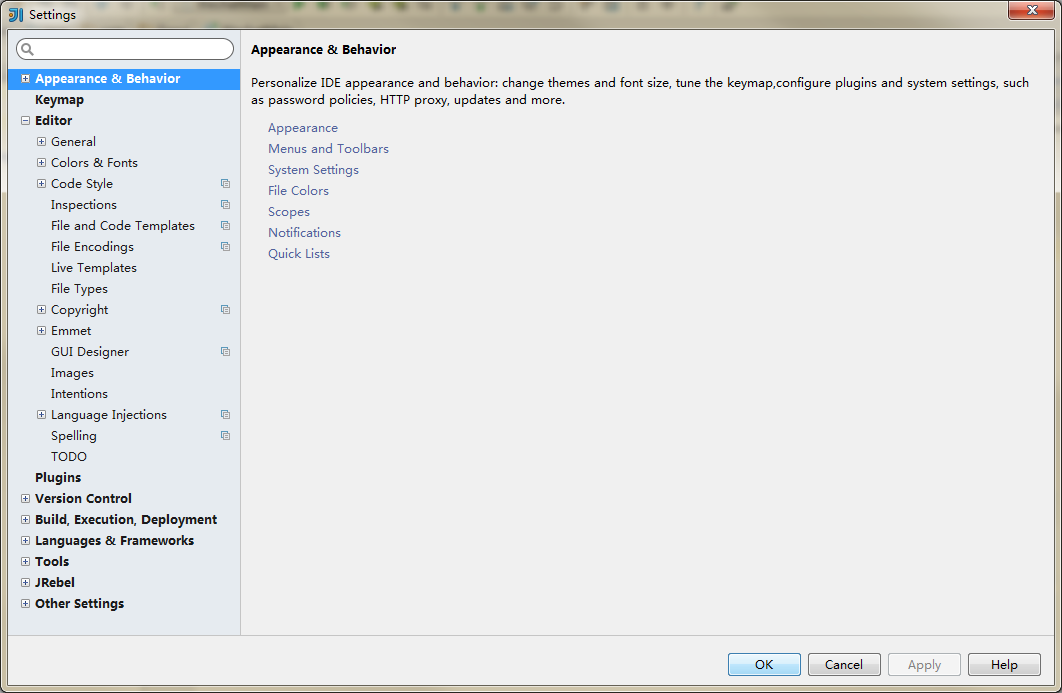 Settings
Appearance & Behavior
Keymap
Editor
General
Colors & Fonts
Code Style
Inspections
File and Code Templates
File Encodings
Live Templates
File Types
Copyright
Emmet
GUI Designer
Images
Intentions
Language Injections
Spelling
TODO
Plugins
Version Control
Build, Execution, Deployment
Languages & Frameworks
Tools
JRebel
Other Settings
Appearance & Behavior
Personalize IDE appearance and behavior: change themes and font size, tune the keymap,configure plugins and system settings, such
as password policies, HTTP proxy, updates and more.
Appearance
Menus and Toolbars
System Settings
File Colors
Scopes
Notifications
Quick Lists
OK
Cancel
Apply
Help